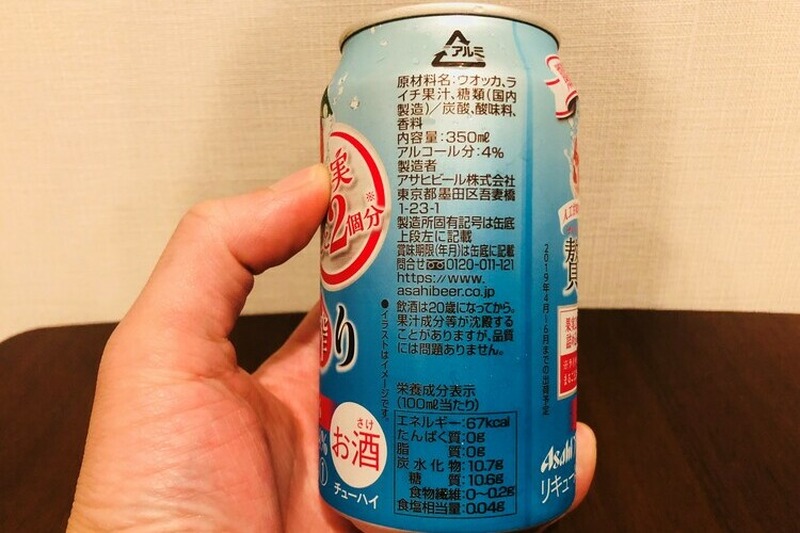 アルミ
原材料名:ウオッカ、ラ
イチ果汁、糖類(国内
製造)/炭酸、酸味料、
香料
内容量:350㎖
アルコール分:4%
製造者
アサヒビール株式会社
東京都墨田区吾妻橋
1-23-1
製造所固有記号は缶底
上段左に記載
賞味期限(年月)は缶底に記載
問合せ 0120-011-121
https://www.
asahibeer.co.jp
飲酒は20歳になってから。
果汁成分等が沈殿する
ことがありますが、品質
には問題ありません。
栄養成分表示
(100㎖当たり)
エネルギー:67kcal
たんぱく質:0g
脂質:0g
炭水化物:10.7g
糖質:10.6g
食物繊維:0〜0.2g
食塩相当量:0.04g
●イラストはイメージです。
実
2個分※
搾り
さけ
お酒
チューハイ
2019年4月〜6月までの出荷予定
贅
Asahi
リキュー